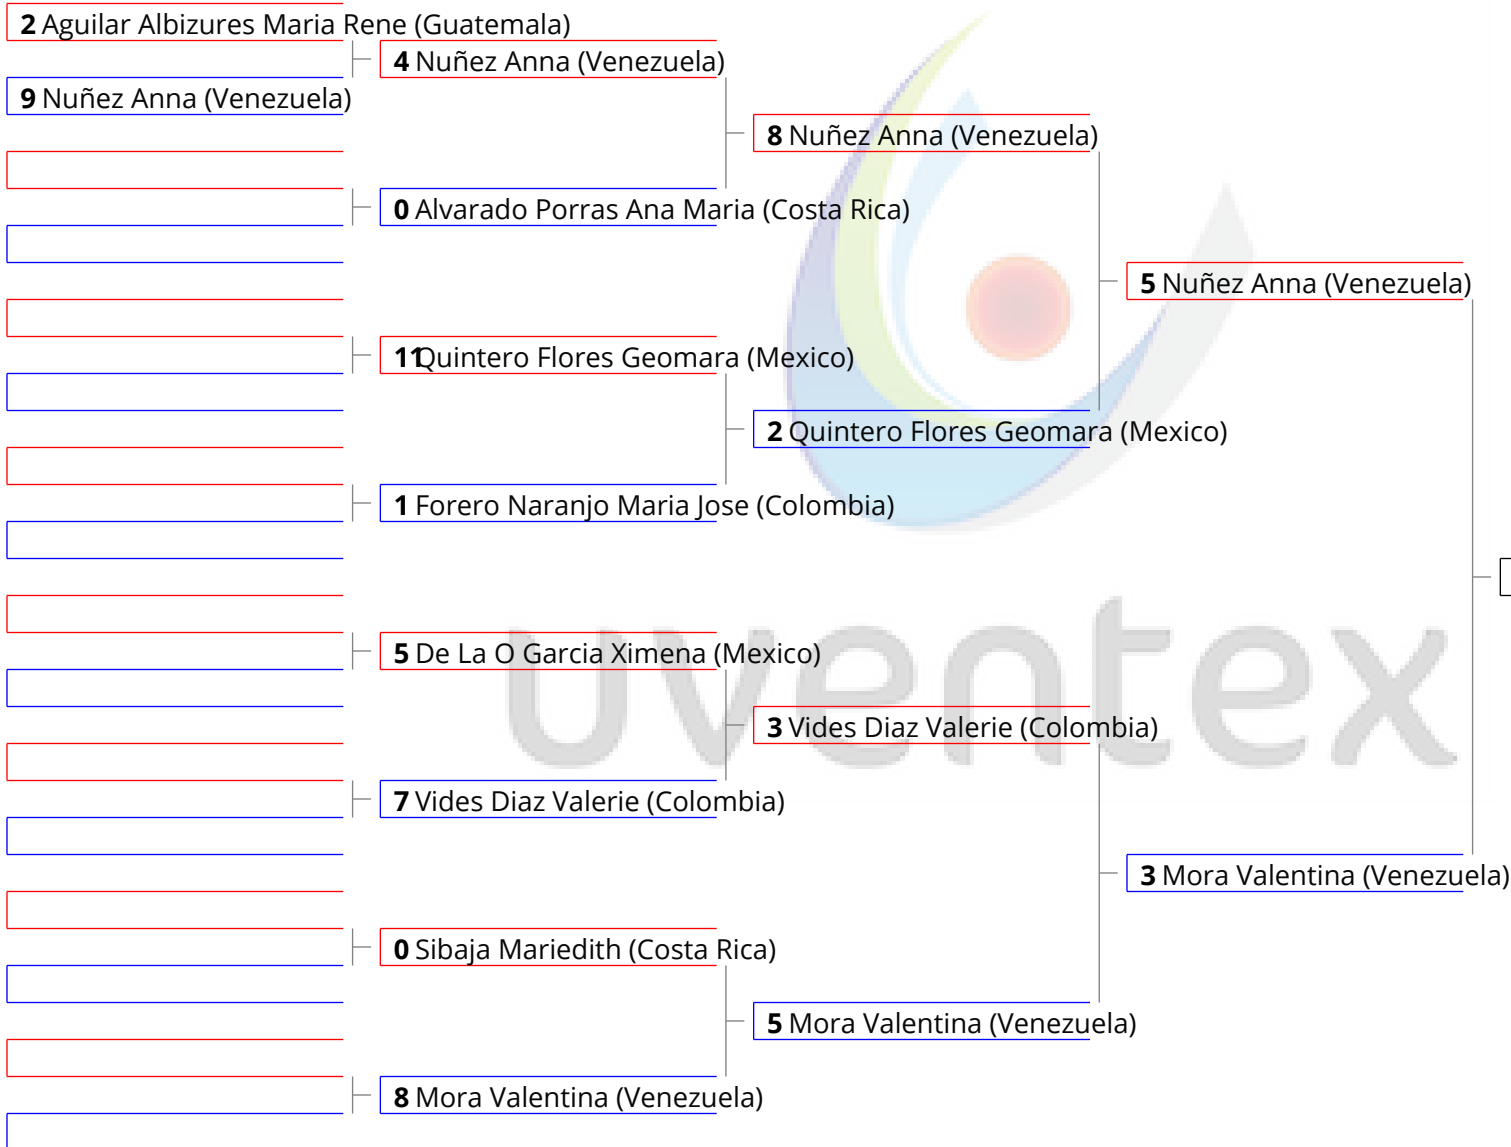 2 Aguilar Albizures Maria Rene (Guatemala)
4 Nuñez Anna (Venezuela)
9 Nuñez Anna (Venezuela)
8 Nuñez Anna (Venezuela)
0 Alvarado Porras Ana Maria (Costa Rica)
5 Nuñez Anna (Venezuela)
11 Quintero Flores Geomara (Mexico)
2 Quintero Flores Geomara (Mexico)
1 Forero Naranjo Maria Jose (Colombia)
uventex
5 De La O Garcia Ximena (Mexico)
3 Vides Diaz Valerie (Colombia)
7 Vides Diaz Valerie (Colombia)
3 Mora Valentina (Venezuela)
0 Sibaja Mariedith (Costa Rica)
5 Mora Valentina (Venezuela)
8 Mora Valentina (Venezuela)